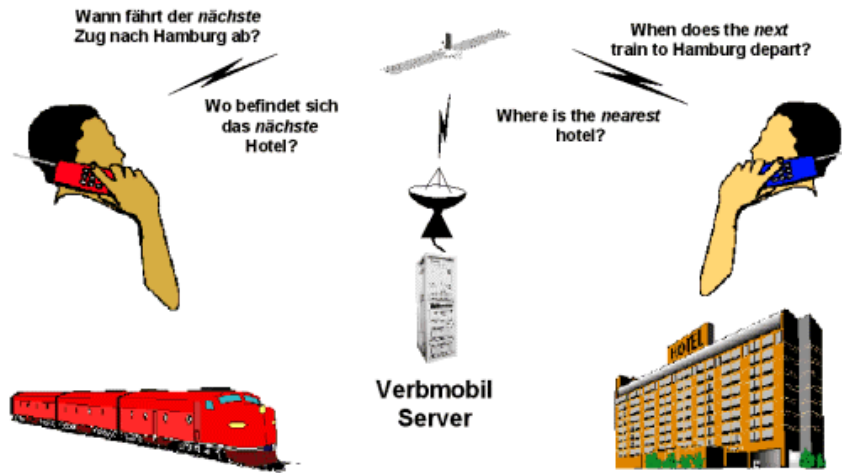 Wann fährt der nächste
Zug nach Hamburg ab?
Wo befindet sich
das nächste
Hotel?
When does the next
train to Hamburg depart?
Where is the nearest
hotel?
HOTEL
Verbmobil
Server